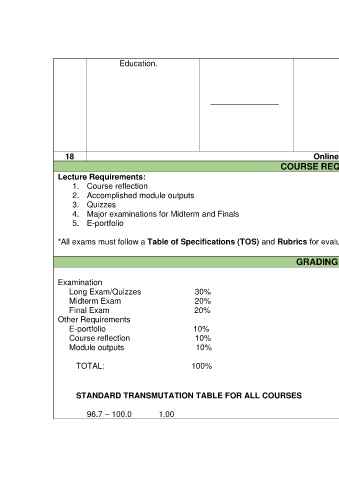 Education.
18 Online
COURSE REQ
Lecture Requirements:
1. Course reflection
2. Accomplished module outputs
3. Quizzes
4. Major examinations for Midterm and Finals
5. E-portfolio
*All exams must follow a Table of Specifications (TOS) and Rubrics for evalu
GRADING
Examination
Long Exam/Quizzes 30%
Midterm Exam 20%
Final Exam 20%
Other Requirements
E-portfolio 10%
Course reflection 10%
Module outputs 10%
TOTAL: 100%
STANDARD TRANSMUTATION TABLE FOR ALL COURSES
96.7 – 100.0 1.00